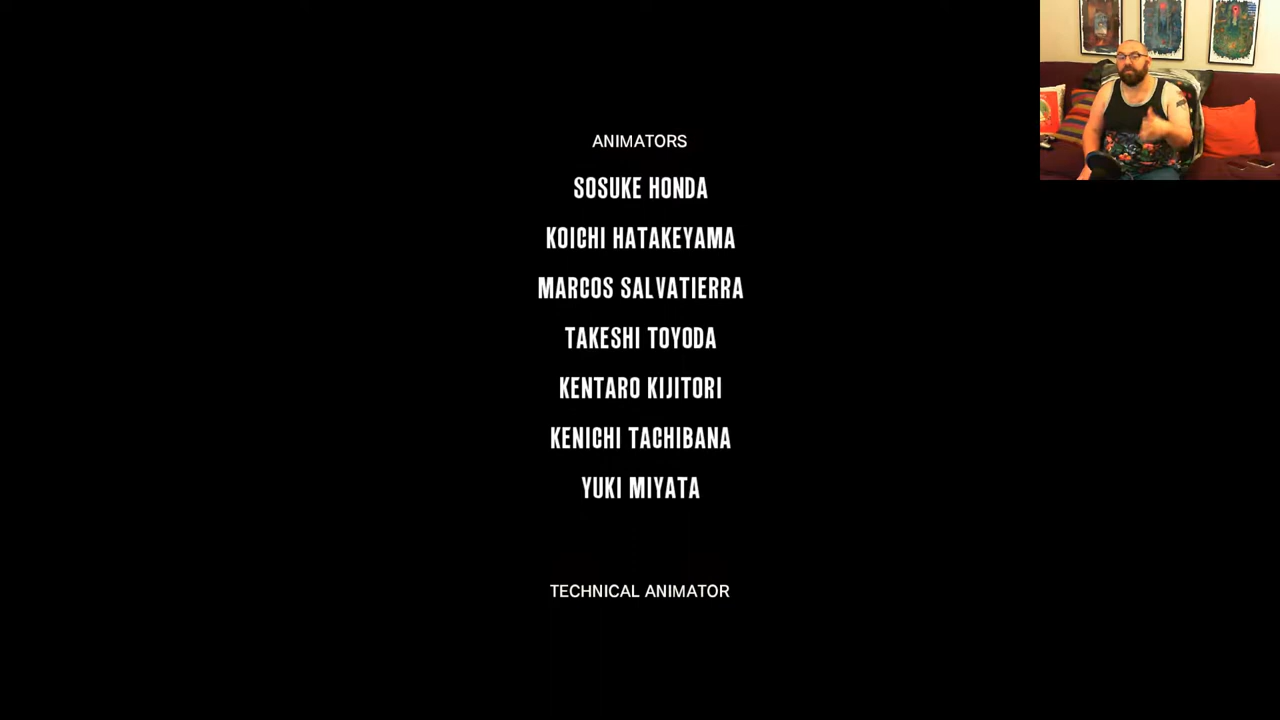 ANIMATORS
SOSUKE HONDA
KOICHI HATAKEYAMA
MARCOS SALVATIERRA
TAKESHI TOYODA
KENTARO KIJITORI
KENICHI TACHIBANA
YUKI MIYATA
TECHNICAL ANIMATOR